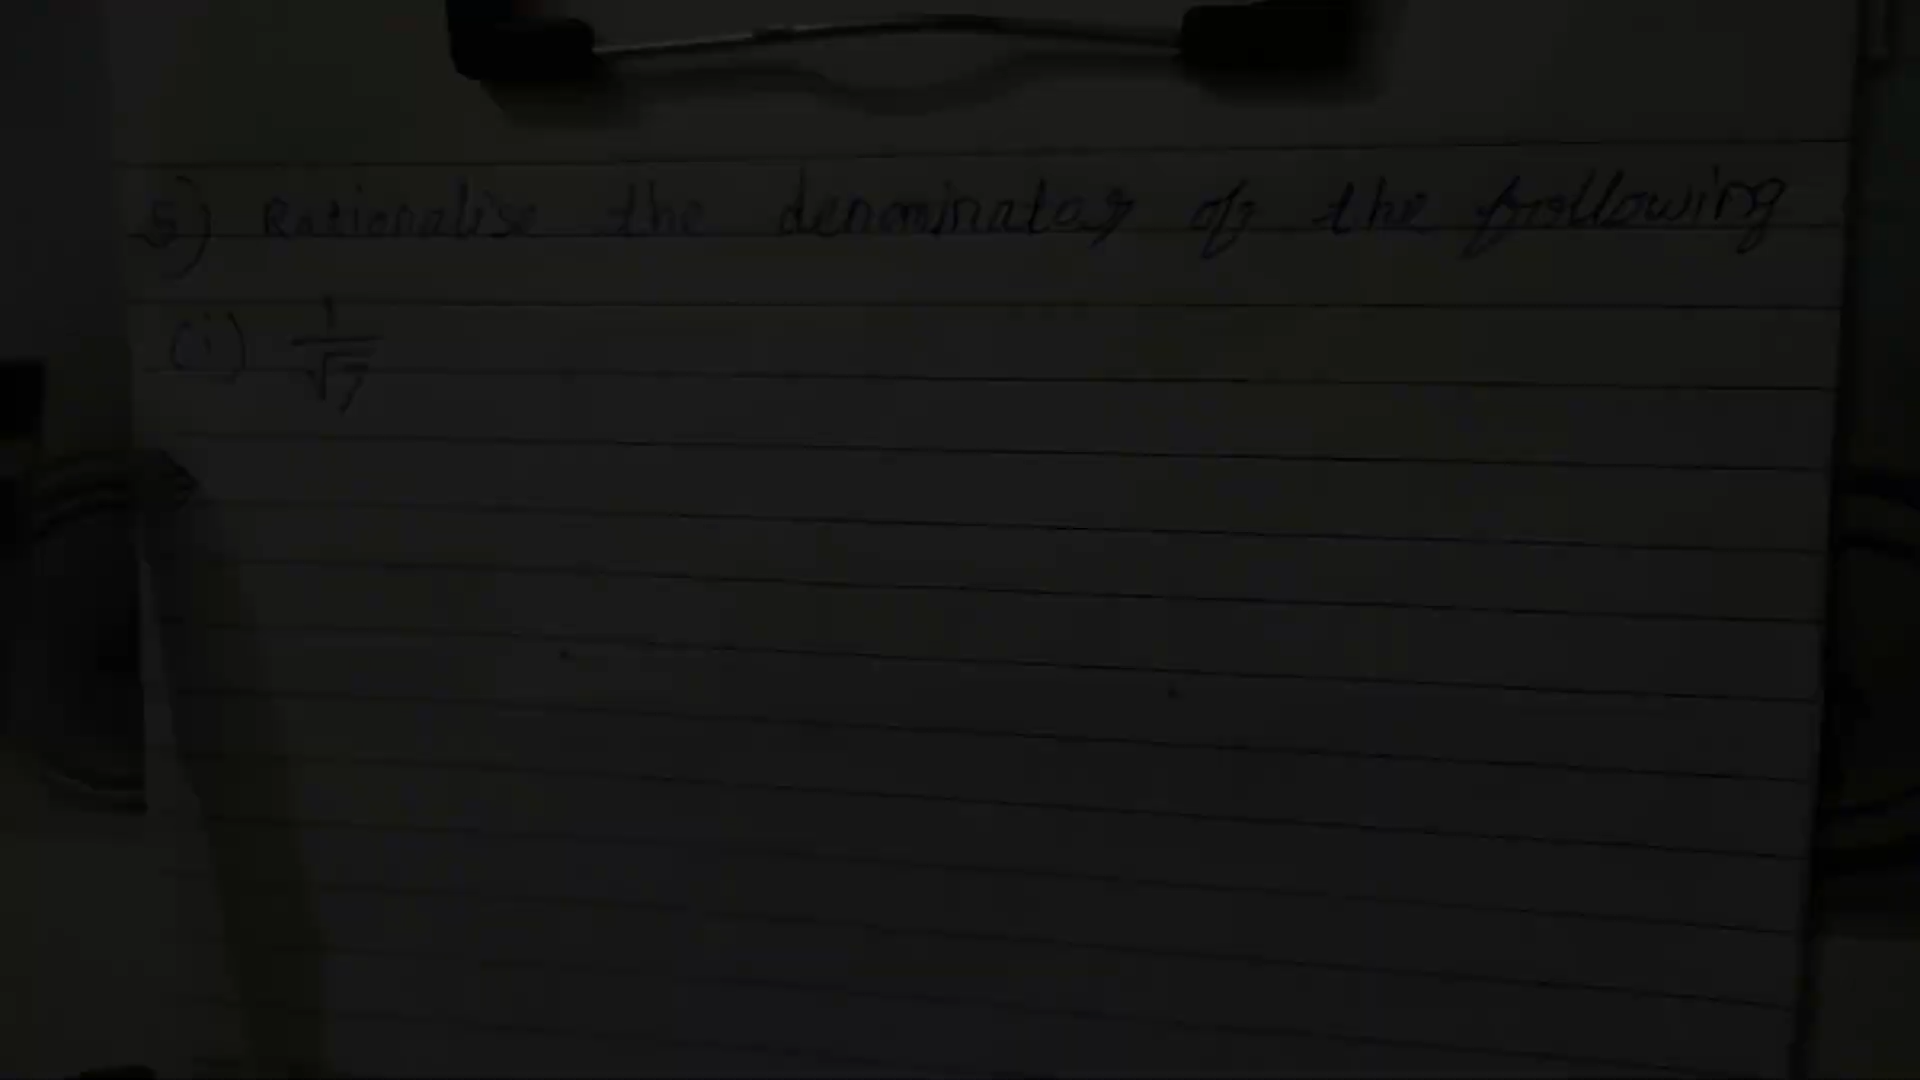 5) Rationalise the denominator of the following
(i) 1/√7